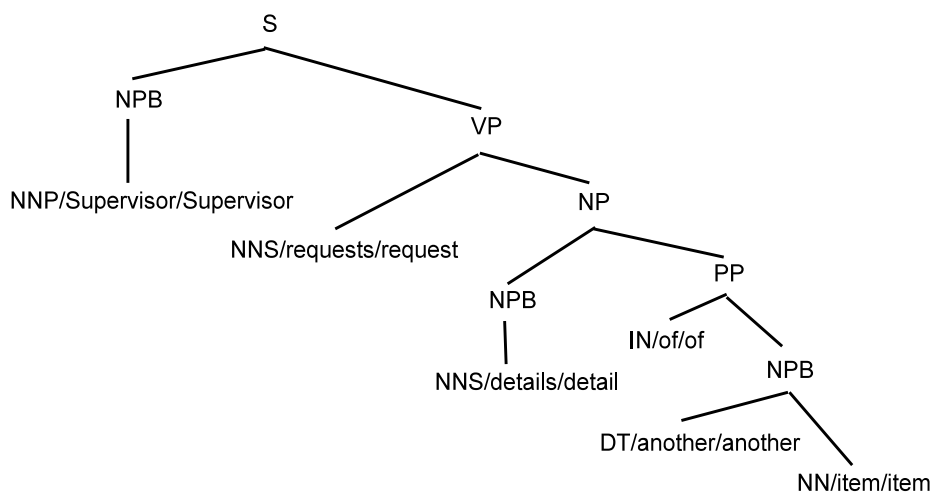 S
NPB
VP
NNP/Supervisor/Supervisor
NP
NNS/requests/request
PP
NPB
IN/of/of
NPB
NNS/details/detail
DT/another/another
NN/item/item